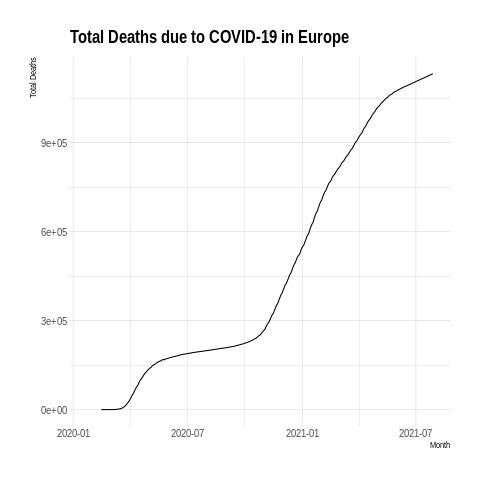 Total Deaths due to COVID-19 in Europe
Total Deaths
9e+05
6e+05
3e+05
0e+00
2020-01 2020-07 2021-01 2021-07
Month